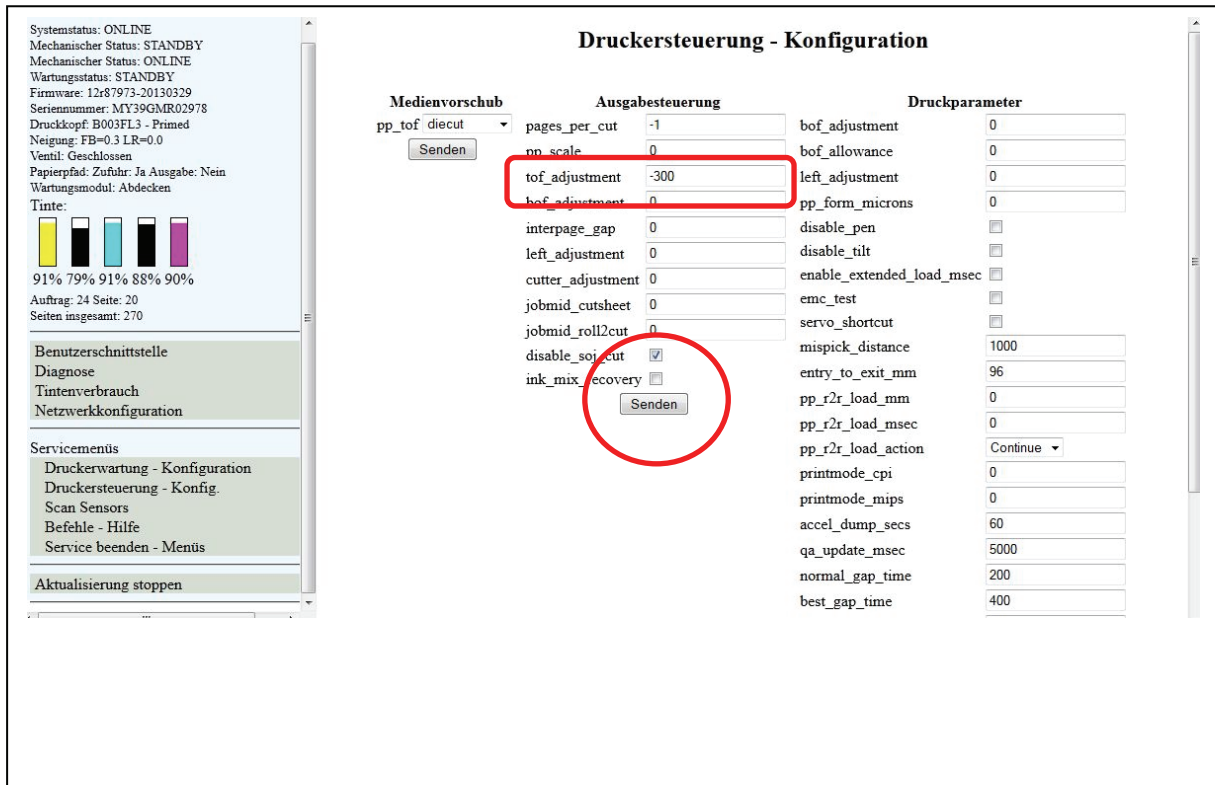 Systemstatus: ONLINE
Mechanischer Status: STANDBY
Mechanischer Status: ONLINE
Wartungsstatus: STANDBY
Firmware: 12r87973-20130329
Seriennummer: MY39GMR02978
Druckkopf: B003FL3 - Primed
Neigung: FB=0.3 LR=0.0
Ventil: Geschlossen
Papierpfad: Zufuhr: Ja Ausgabe: Nein
Wartungsmodul: Abdecken
Tinte:
91% 79% 91% 88% 90%
Auftrag: 24 Seite: 20
Seiten insgesamt: 270
Benutzerschnittstelle
Diagnose
Tintenverbrauch
Netzwerkkonfiguration
Servicemenüs
Druckerwartung - Konfiguration
Druckersteuerung - Konfig.
Scan Sensors
Befehle - Hilfe
Service beenden - Menüs
Aktualisierung stoppen
Druckersteuerung - Konfiguration
Medienvorschub
pp_tof diecut
Senden
Ausgabesteuerung
pages_per_cut -1
pp_scale 0
tof_adjustment -300
bof_adjustment 0
interpage_gap 0
left_adjustment 0
cutter_adjustment 0
jobmid_cutsheet 0
jobmid_roll2cut 0
disable_soj_cut
ink_mix_recovery
Senden
Druckparameter
bof_adjustment 0
bof_allowance 0
left_adjustment 0
pp_form_microns 0
disable_pen
disable_tilt
enable_extended_load_msec
emc_test
servo_shortcut
mispick_distance 1000
entry_to_exit_mm 96
pp_r2r_load_mm 0
pp_r2r_load_msec 0
pp_r2r_load_action Continue
printmode_cpi 0
printmode_mips 0
accel_dump_secs 60
qa_update_msec 5000
normal_gap_time 200
best_gap_time 400